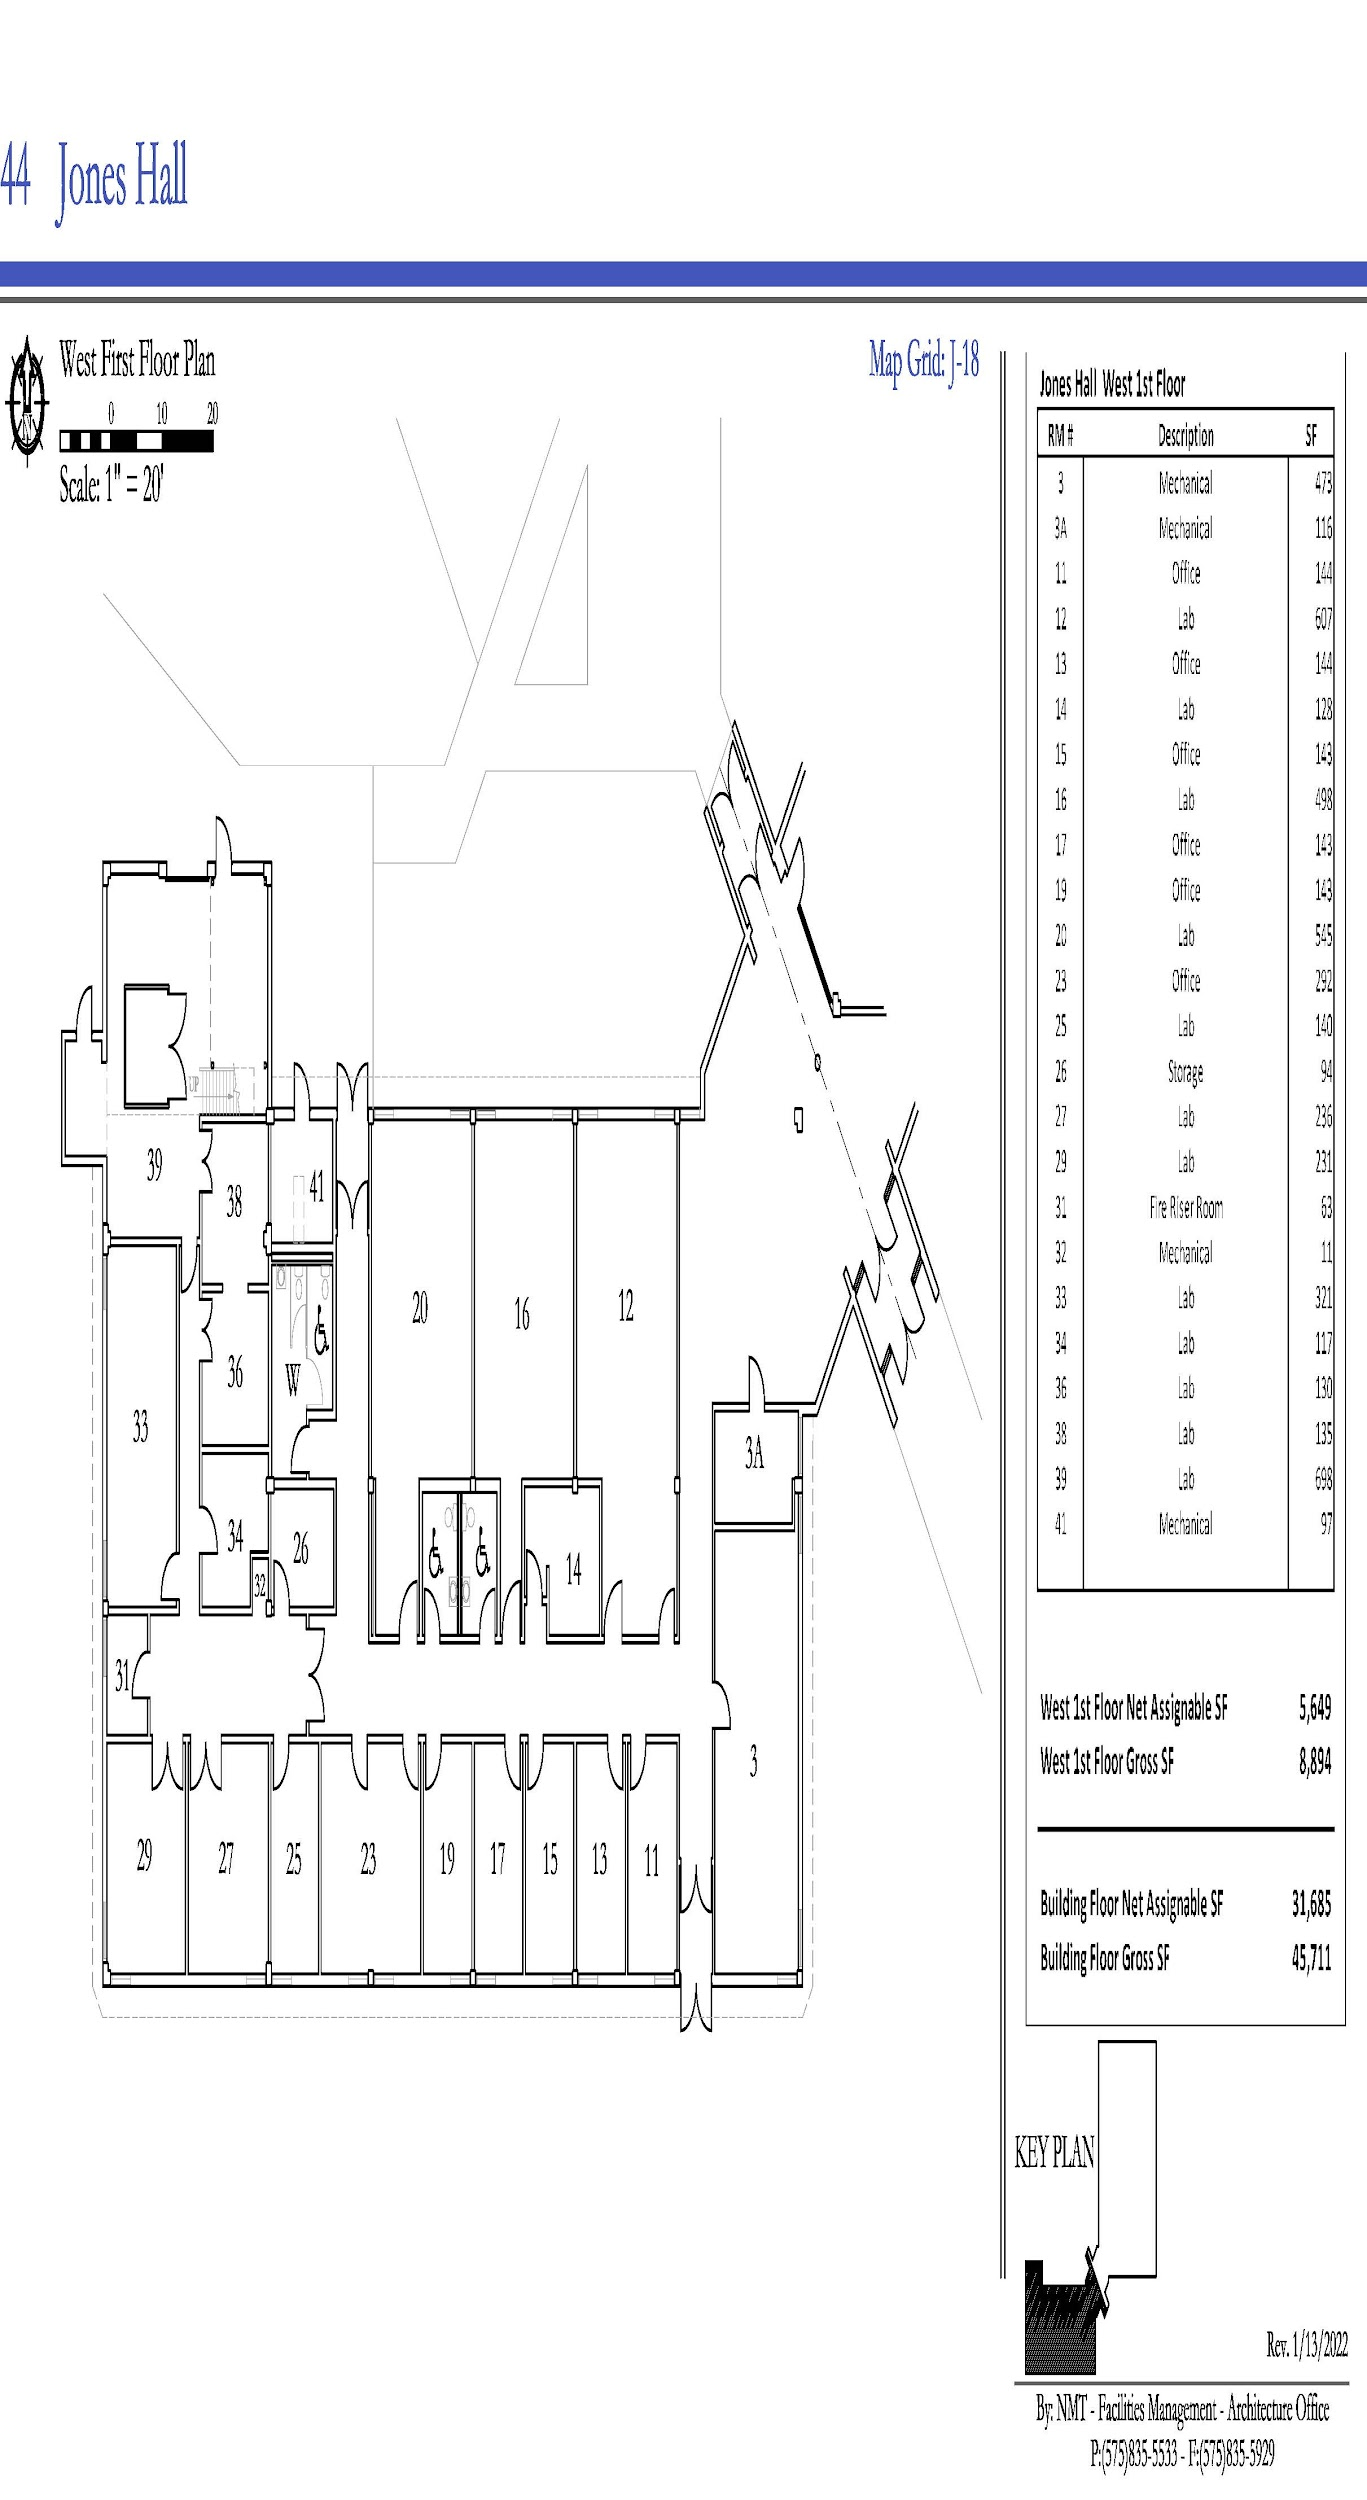 44 Jones Hall
West First Floor Plan
N
0 10 20
Scale: 1" = 20'
Map Grid: J-18
UP
39
38
41
20
16
12
36
W
33
3A
34
26
32
14
31
3
29
27
25
23
19
17
15
13
11
Jones Hall West 1st Floor
RM # Description SF
3 Mechanical 473
3A Mechanical 116
11 Office 144
12 Lab 607
13 Office 144
14 Lab 128
15 Office 143
16 Lab 498
17 Office 143
19 Office 143
20 Lab 545
23 Office 292
25 Lab 140
26 Storage 94
27 Lab 236
29 Lab 231
31 Fire Riser Room 63
32 Mechanical 11
33 Lab 321
34 Lab 117
36 Lab 130
38 Lab 135
39 Lab 698
41 Mechanical 97
West 1st Floor Net Assignable SF 5,649
West 1st Floor Gross SF 8,894
Building Floor Net Assignable SF 31,685
Building Floor Gross SF 45,711
KEY PLAN
Rev. 1/13/2022
By: NMT - Facilities Management - Architecture Office
P:(575)835-5533 - F:(575)835-5929